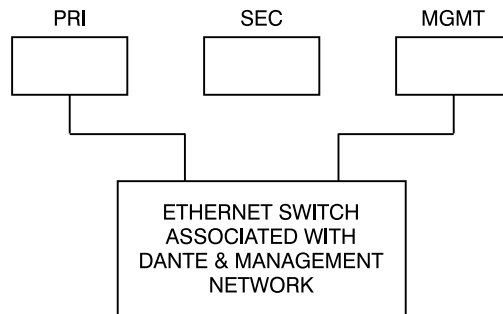 PRI
SEC
MGMT
ETHERNET SWITCH
ASSOCIATED WITH
DANTE & MANAGEMENT
NETWORK